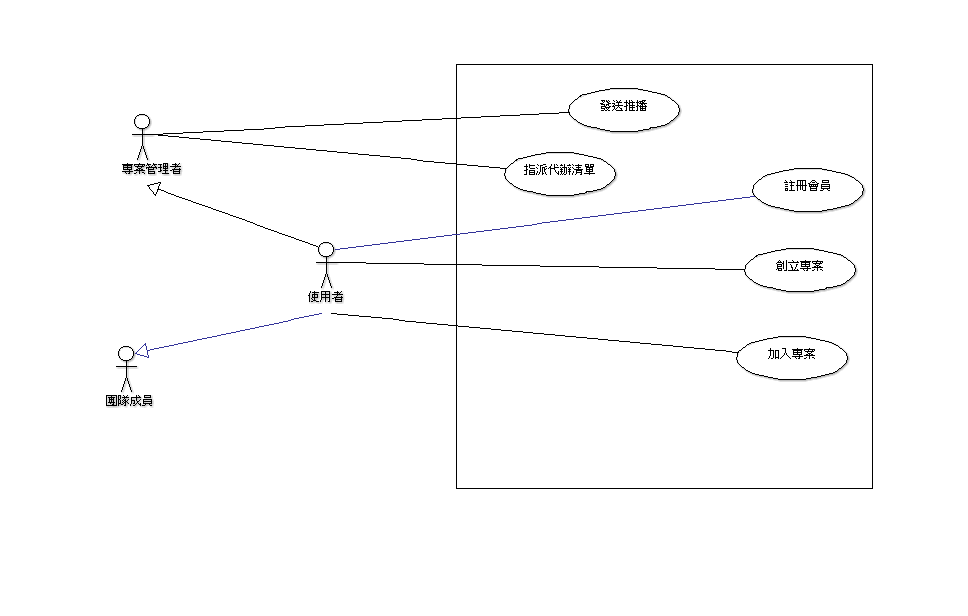 發送推播
專案管理者
指派代辦清單
註冊會員
創立專案
使用者
加入專案
團隊成員